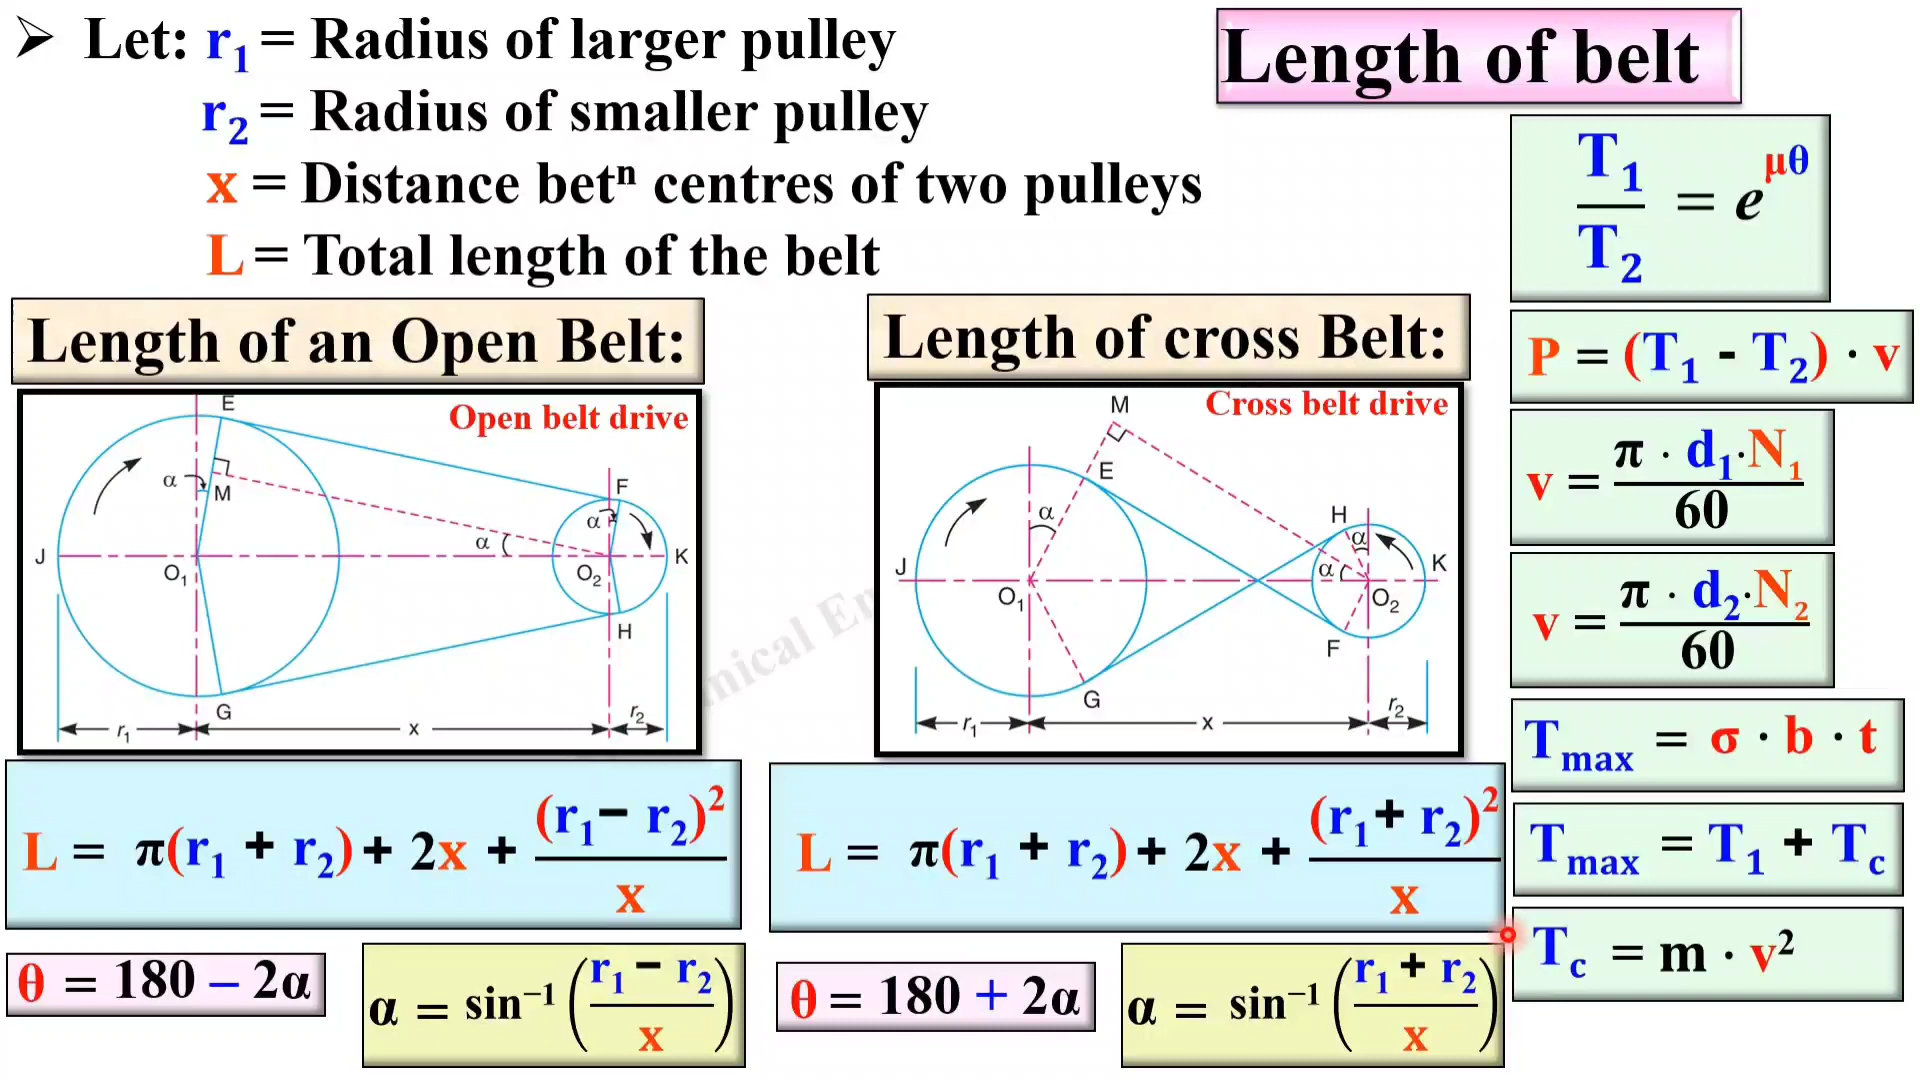 ➢ Let: r₁ = Radius of larger pulley
r₂ = Radius of smaller pulley
x = Distance betⁿ centres of two pulleys
L = Total length of the belt
Length of belt
Length of an Open Belt:
Open belt drive
E
α
M
F
α
α
J
O₁
O₂
K
H
G
r₁
x
r₂
L = π(r₁ + r₂) + 2x + (r₁ − r₂)² / x
θ = 180 − 2α
α = sin⁻¹((r₁ − r₂) / x)
Length of cross Belt:
Cross belt drive
M
E
α
H
α
J
α
K
O₁
O₂
F
G
r₁
x
r₂
L = π(r₁ + r₂) + 2x + (r₁ + r₂)² / x
θ = 180 + 2α
α = sin⁻¹((r₁ + r₂) / x)
T₁ / T₂ = e^μθ
P = (T₁ - T₂) · v
v = π · d₁·N₁ / 60
v = π · d₂·N₂ / 60
Tmax = σ · b · t
Tmax = T₁ + Tc
Tc = m · v²